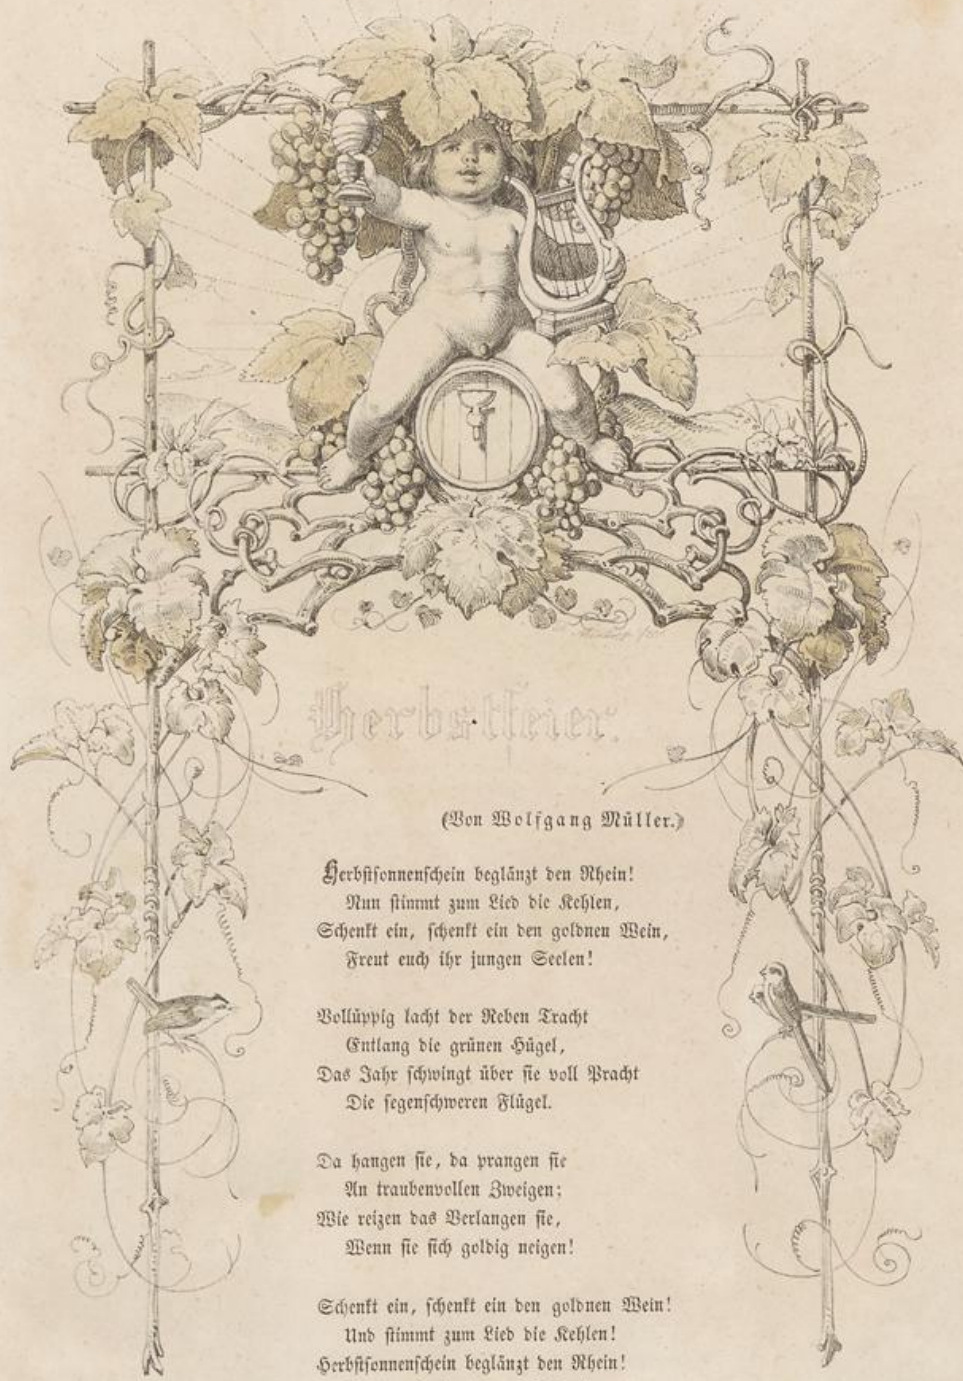 Herbstfeier.
(Von Wolfgang Müller.)
Herbstsonnenschein beglänzt den Rhein!
Nun stimmt zum Lied die Kehlen,
Schenkt ein, schenkt ein den goldnen Wein,
Freut euch ihr jungen Seelen!
Vollüppig lacht der Reben Tracht
Entlang die grünen Hügel,
Das Jahr schwingt über sie voll Pracht
Die segenschweren Flügel.
Da hangen sie, da prangen sie
An traubenvollen Zweigen;
Wie reizen das Verlangen sie,
Wenn sie sich goldig neigen!
Schenkt ein, schenkt ein den goldnen Wein!
Und stimmt zum Lied die Kehlen!
Herbstsonnenschein beglänzt den Rhein!